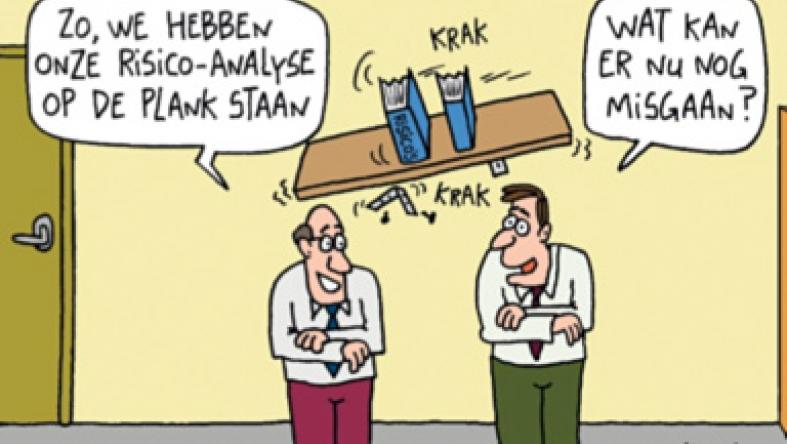 ZO, WE HEBBEN
ONZE RISICO-ANALYSE
OP DE PLANK STAAN
KRAK
WAT KAN
ER NU NOG
MISGAAN?
RISICO'S
KRAK